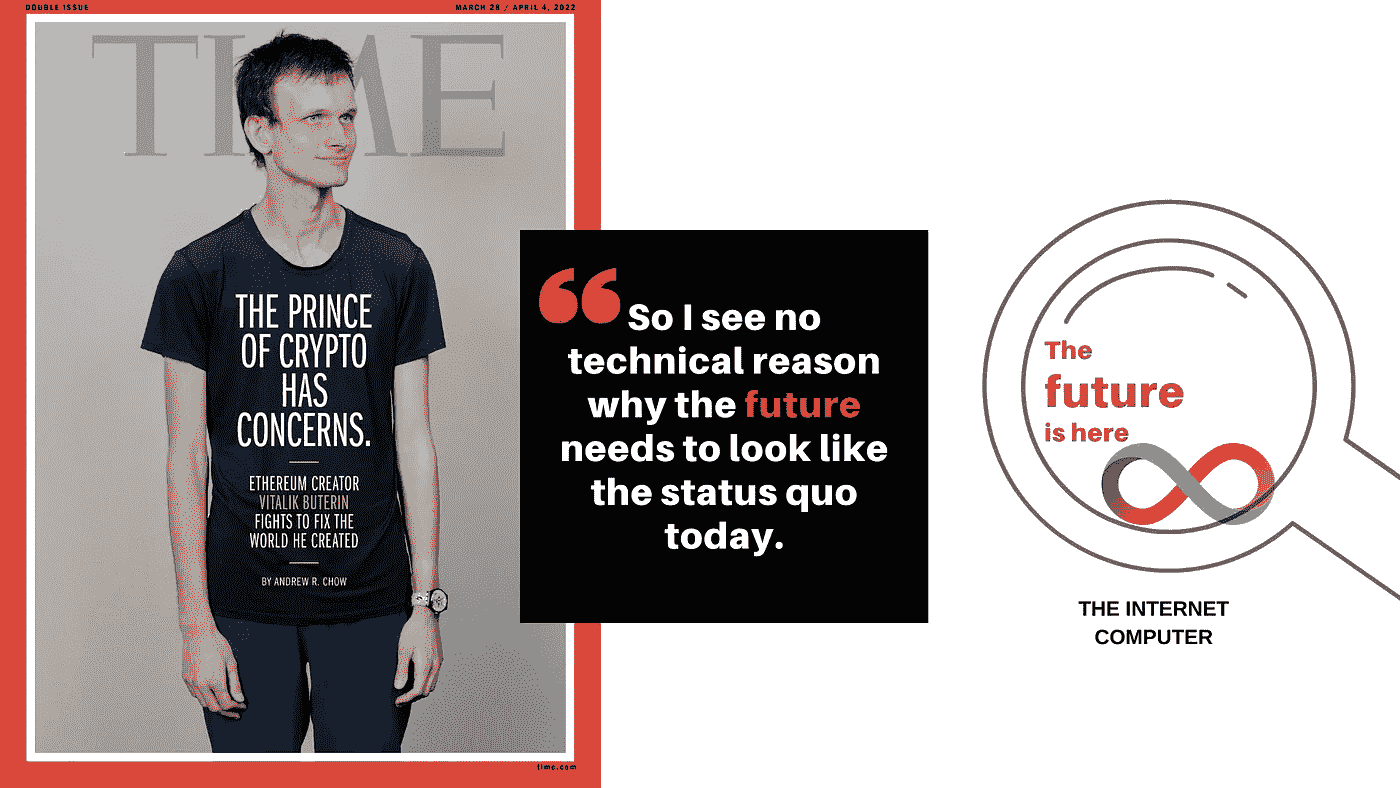 DOUBLE ISSUE
MARCH 28 / APRIL 4, 2022
TIME
THE PRINCE
OF CRYPTO
HAS
CONCERNS.
ETHEREUM CREATOR
VITALIK BUTERIN
FIGHTS TO FIX THE
WORLD HE CREATED
BY ANDREW R. CHOW
time.com
“So I see no
technical reason
why the future
needs to look like
the status quo
today.
The
future
is here
THE INTERNET
COMPUTER